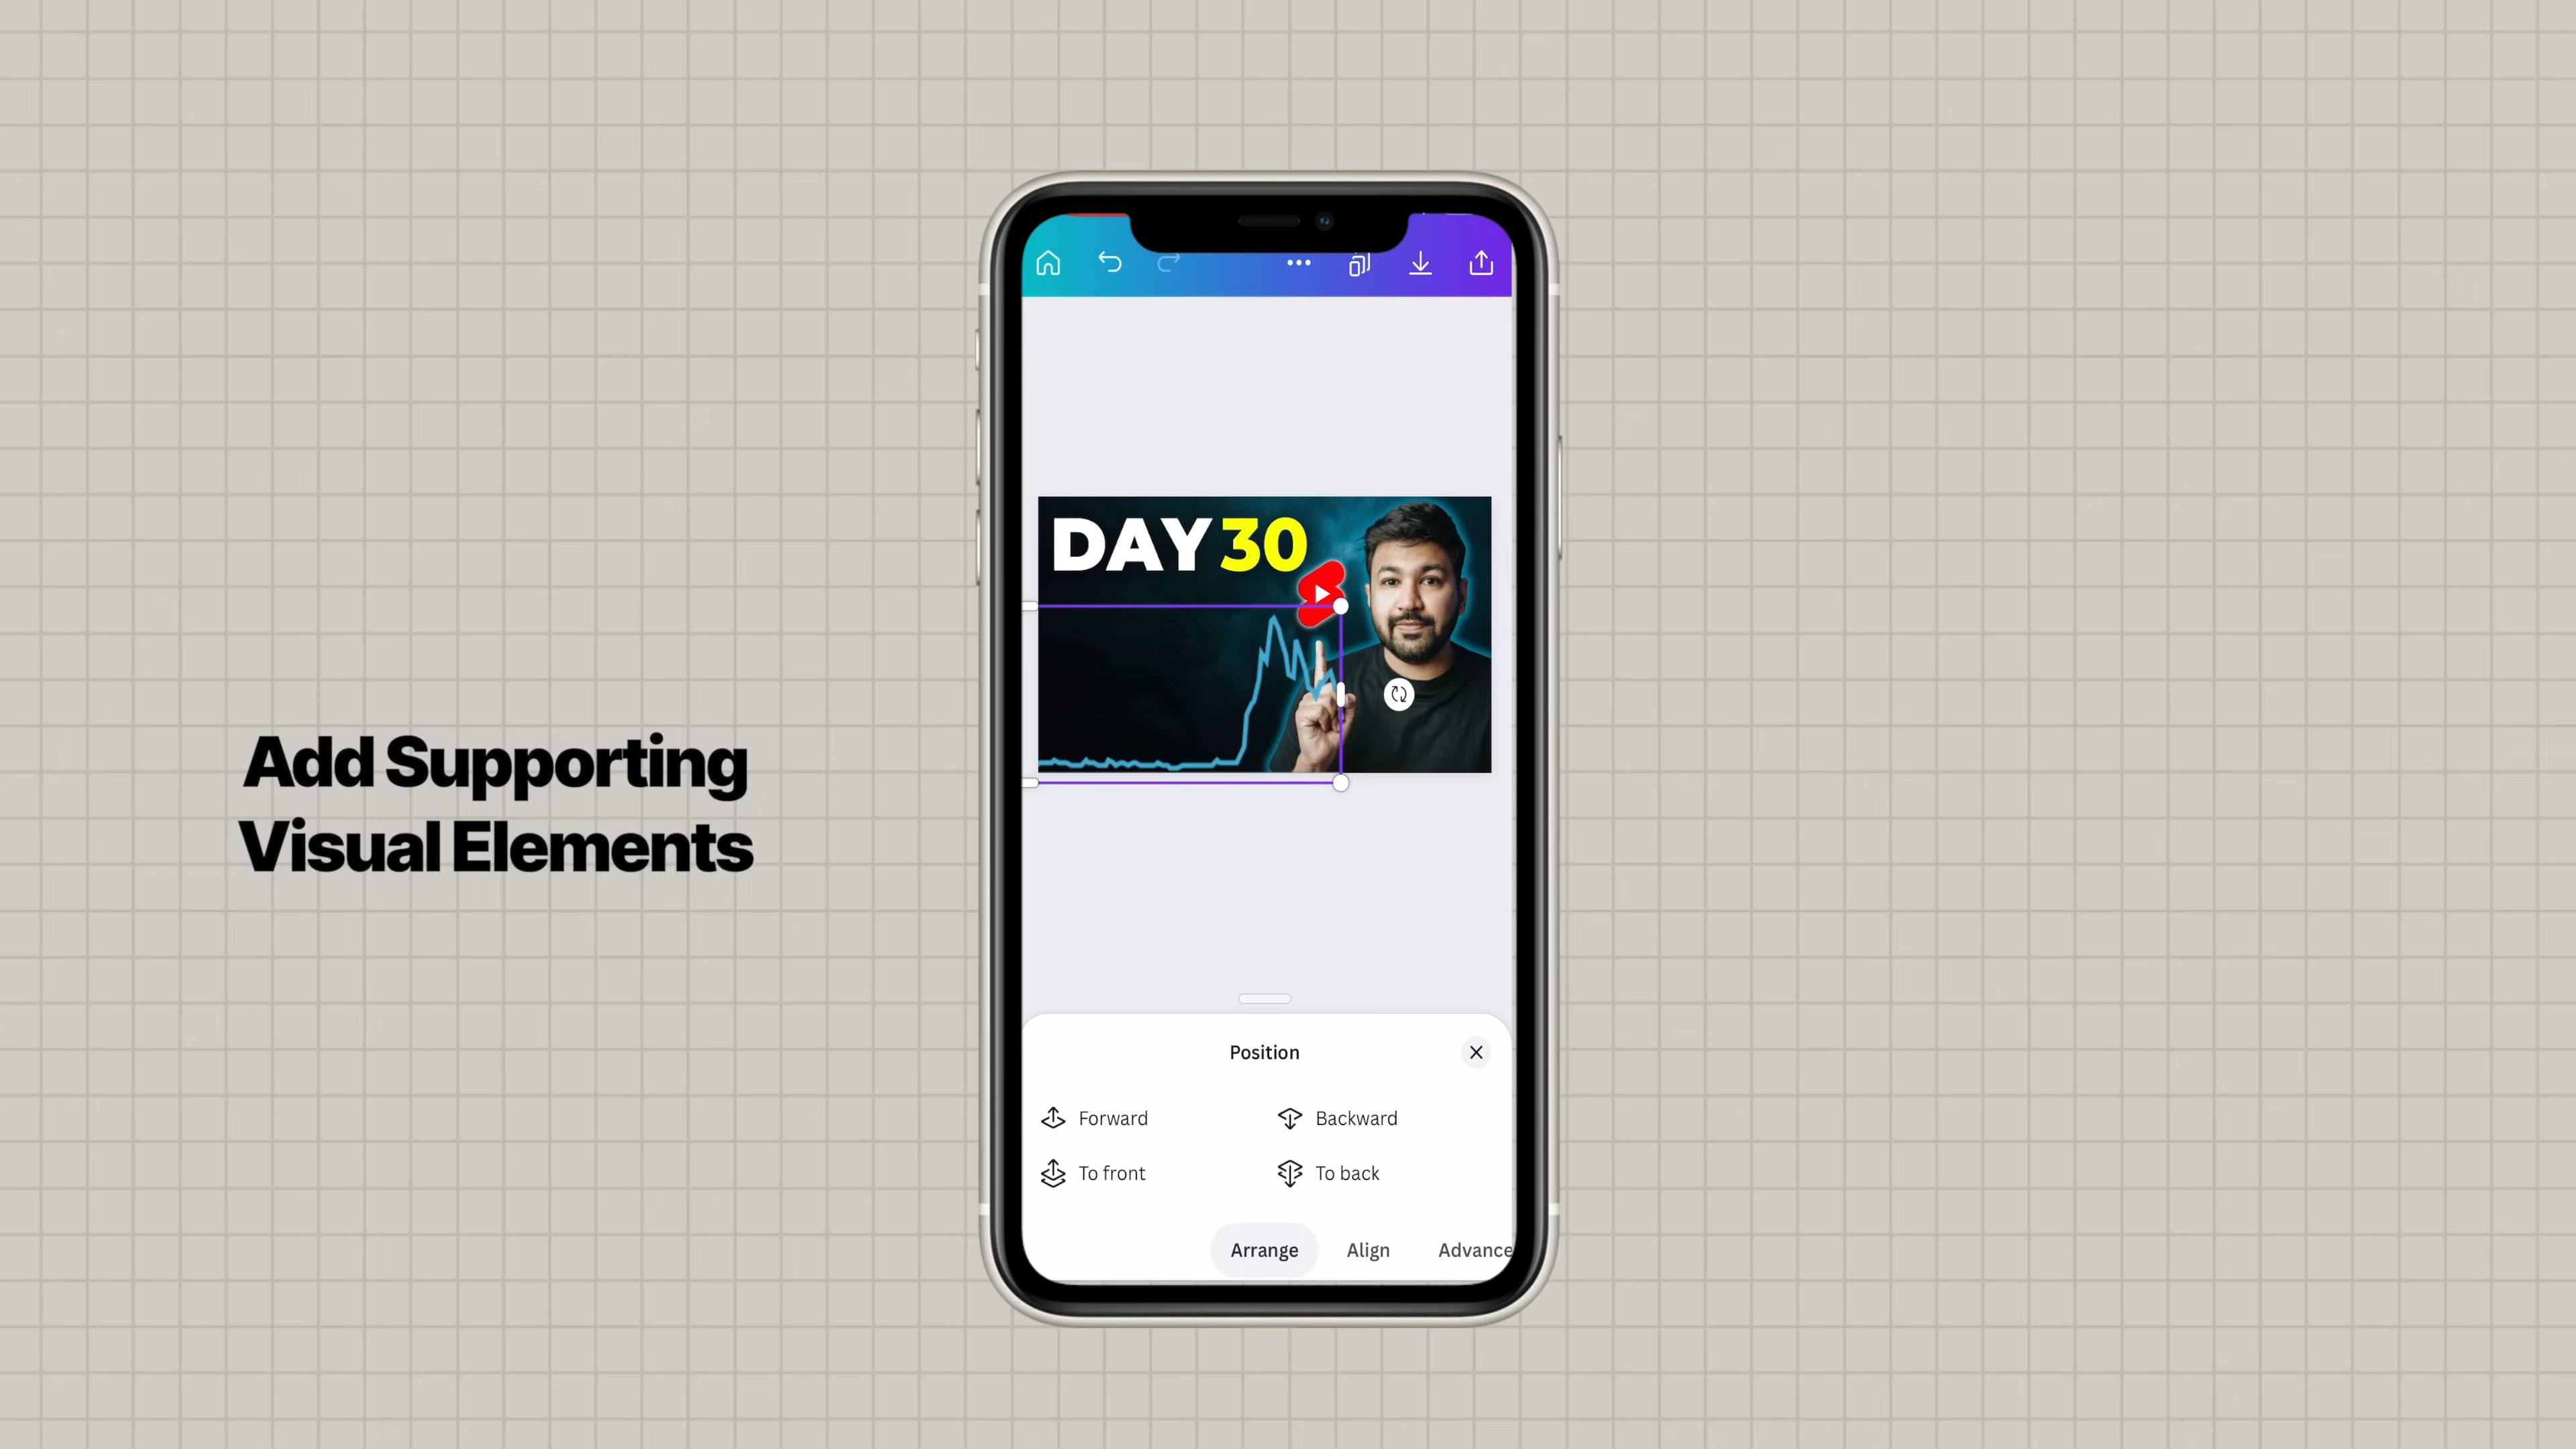 Add Supporting
Visual Elements
DAY 30
Position
Forward
Backward
To front
To back
Arrange
Align
Advance